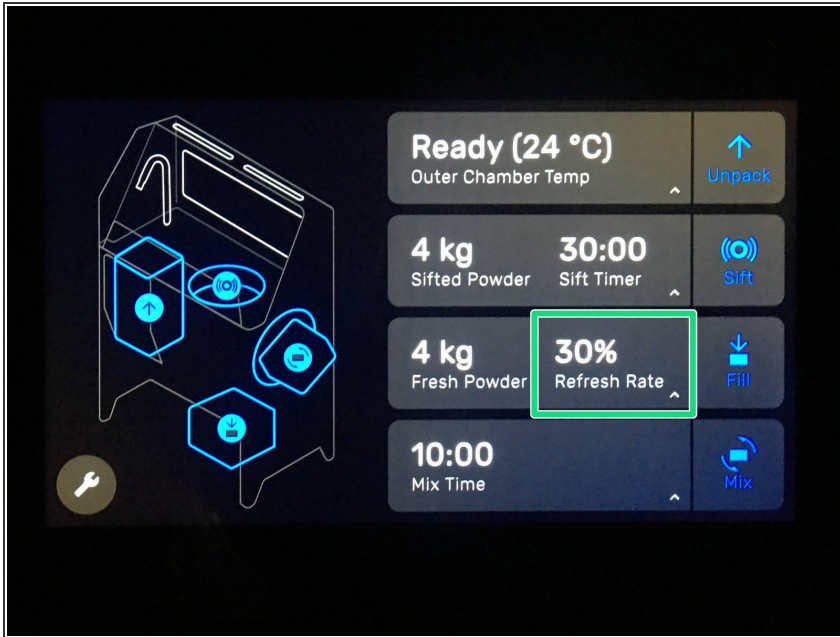 Ready (24 °C)
Outer Chamber Temp
Unpack
4 kg 30:00
Sifted Powder Sift Timer
Sift
4 kg 30%
Fresh Powder Refresh Rate
Fill
10:00
Mix Time
Mix